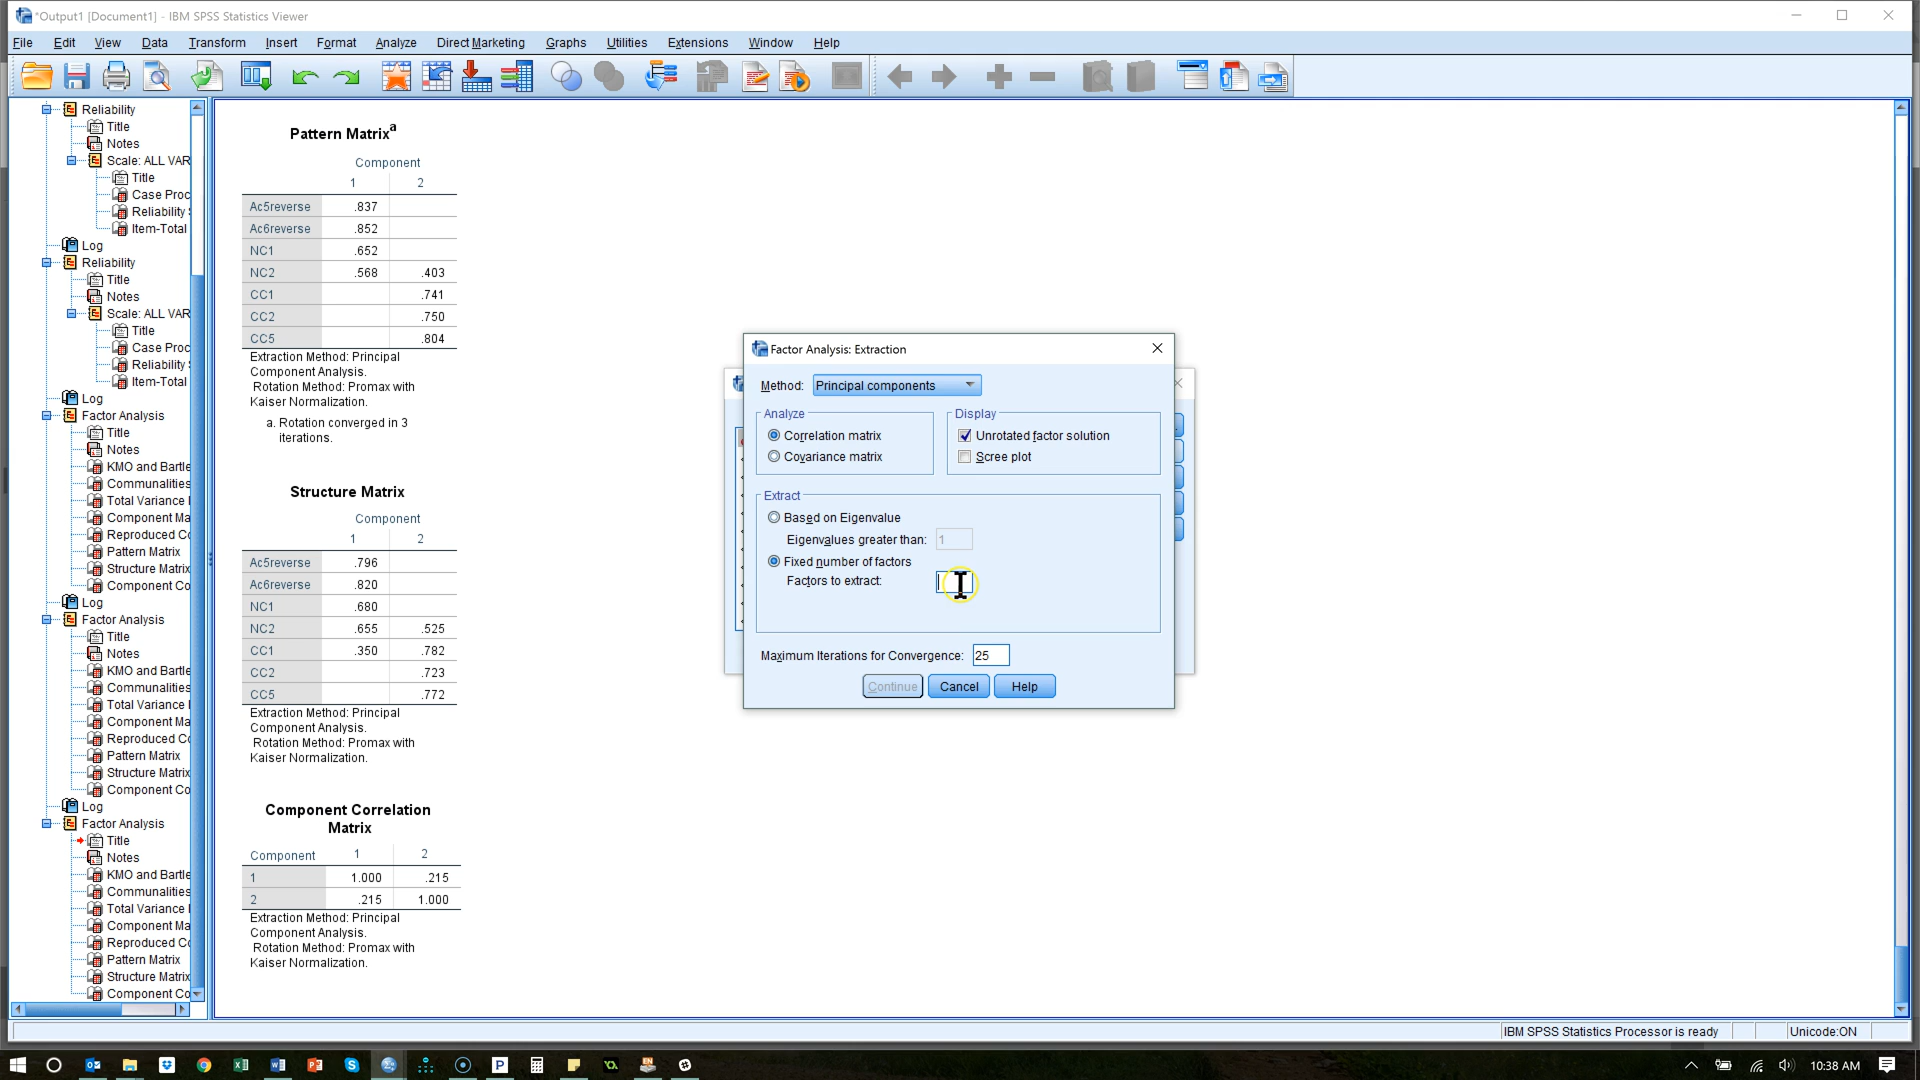 *Output1 [Document1] - IBM SPSS Statistics Viewer
File Edit View Data Transform Insert Format Analyze Direct Marketing Graphs Utilities Extensions Window Help
Reliability
Title
Notes
Scale: ALL VAR
Title
Case Proc
Reliability
Item-Total
Log
Reliability
Title
Notes
Scale: ALL VAR
Title
Case Proc
Reliability
Item-Total
Log
Factor Analysis
Title
Notes
KMO and Bartle
Communalities
Total Variance
Component Ma
Reproduced Co
Pattern Matrix
Structure Matrix
Component Co
Log
Factor Analysis
Title
Notes
KMO and Bartle
Communalities
Total Variance
Component Ma
Reproduced Co
Pattern Matrix
Structure Matrix
Component Co
Log
Factor Analysis
Title
Notes
KMO and Bartle
Communalities
Total Variance
Component Ma
Reproduced Co
Pattern Matrix
Structure Matrix
Component Co
Pattern Matrixa
Component
1 2
Ac5reverse .837
Ac6reverse .852
NC1 .652
NC2 .568 .403
CC1 .741
CC2 .750
CC5 .804
Extraction Method: Principal
Component Analysis.
Rotation Method: Promax with
Kaiser Normalization.
a. Rotation converged in 3
iterations.
Structure Matrix
Component
1 2
Ac5reverse .796
Ac6reverse .820
NC1 .680
NC2 .655 .525
CC1 .350 .782
CC2 .723
CC5 .772
Extraction Method: Principal
Component Analysis.
Rotation Method: Promax with
Kaiser Normalization.
Component Correlation
Matrix
Component 1 2
1 1.000 .215
2 .215 1.000
Extraction Method: Principal
Component Analysis.
Rotation Method: Promax with
Kaiser Normalization.
Factor Analysis: Extraction
Method: Principal components
Analyze
Correlation matrix
Covariance matrix
Display
Unrotated factor solution
Scree plot
Extract
Based on Eigenvalue
Eigenvalues greater than: 1
Fixed number of factors
Factors to extract:
Maximum Iterations for Convergence: 25
Continue Cancel Help
IBM SPSS Statistics Processor is ready Unicode:ON
10:38 AM